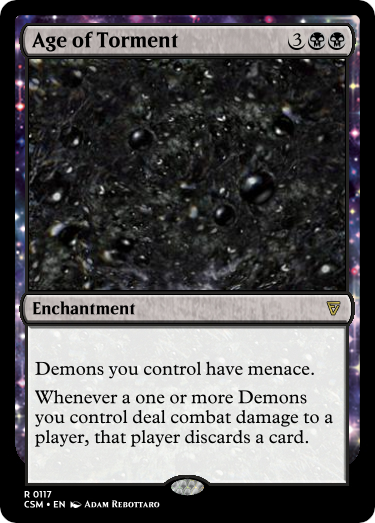 Age of Torment 3
Enchantment
Demons you control have menace.
Whenever a one or more Demons
you control deal combat damage to a
player, that player discards a card.
R 0117
CSM • EN Adam Rebottaro